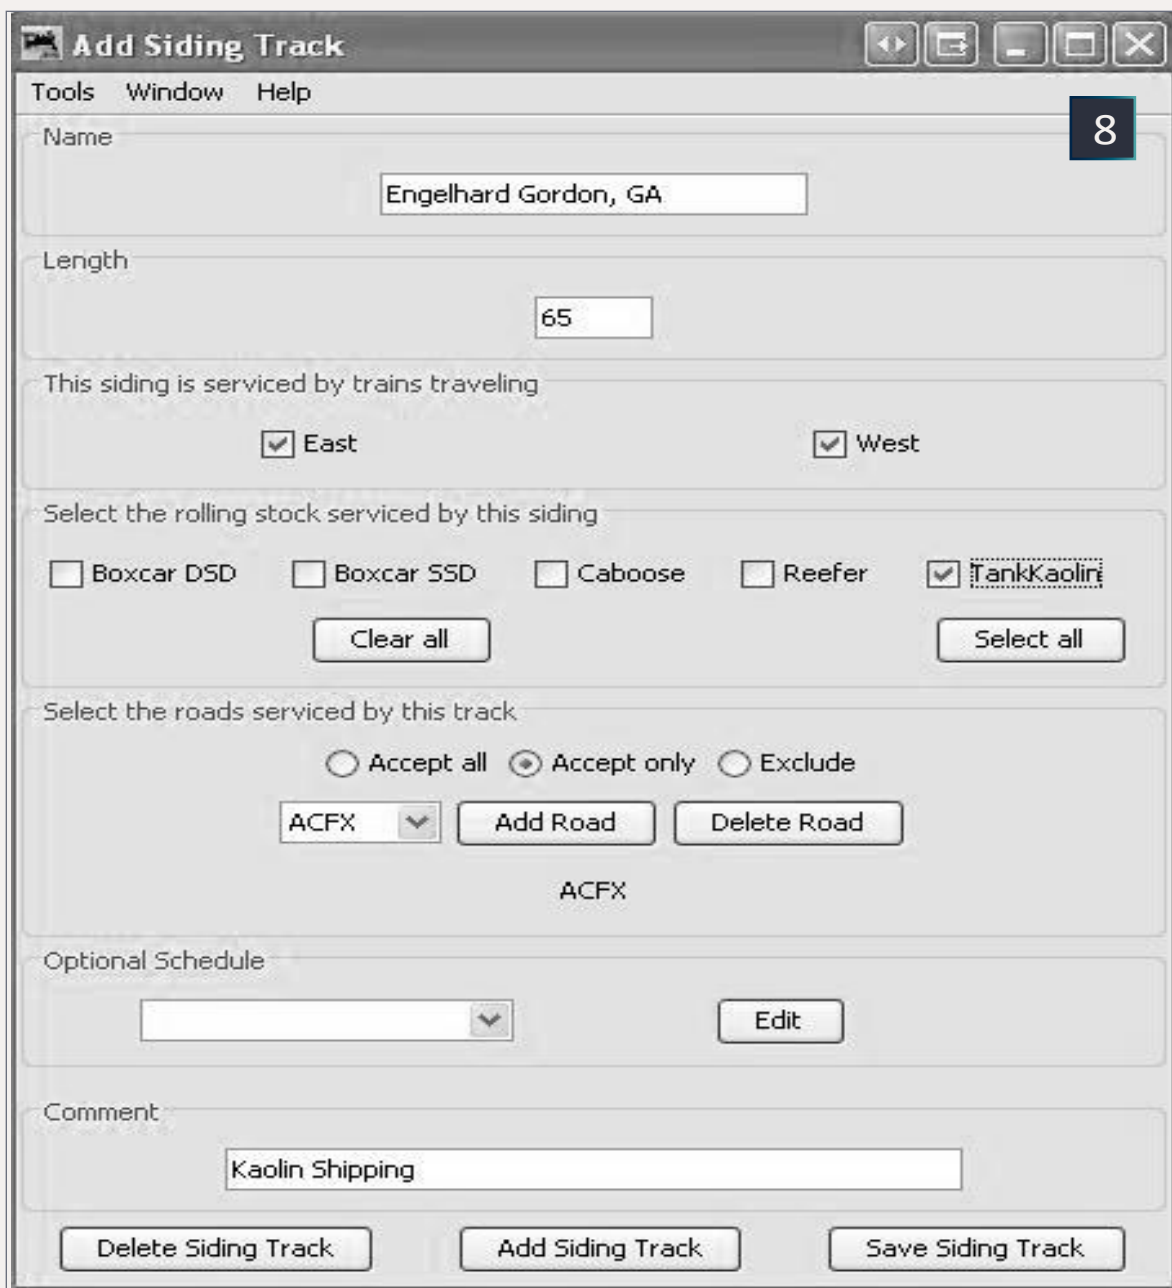 Add Siding Track
Tools Window Help
8
Name
Engelhard Gordon, GA
Length
65
This siding is serviced by trains traveling
East West
Select the rolling stock serviced by this siding
Boxcar DSD Boxcar SSD Caboose Reefer TankKaolin
Clear all Select all
Select the roads serviced by this track
Accept all Accept only Exclude
ACFX Add Road Delete Road
ACFX
Optional Schedule
Edit
Comment
Kaolin Shipping
Delete Siding Track Add Siding Track Save Siding Track